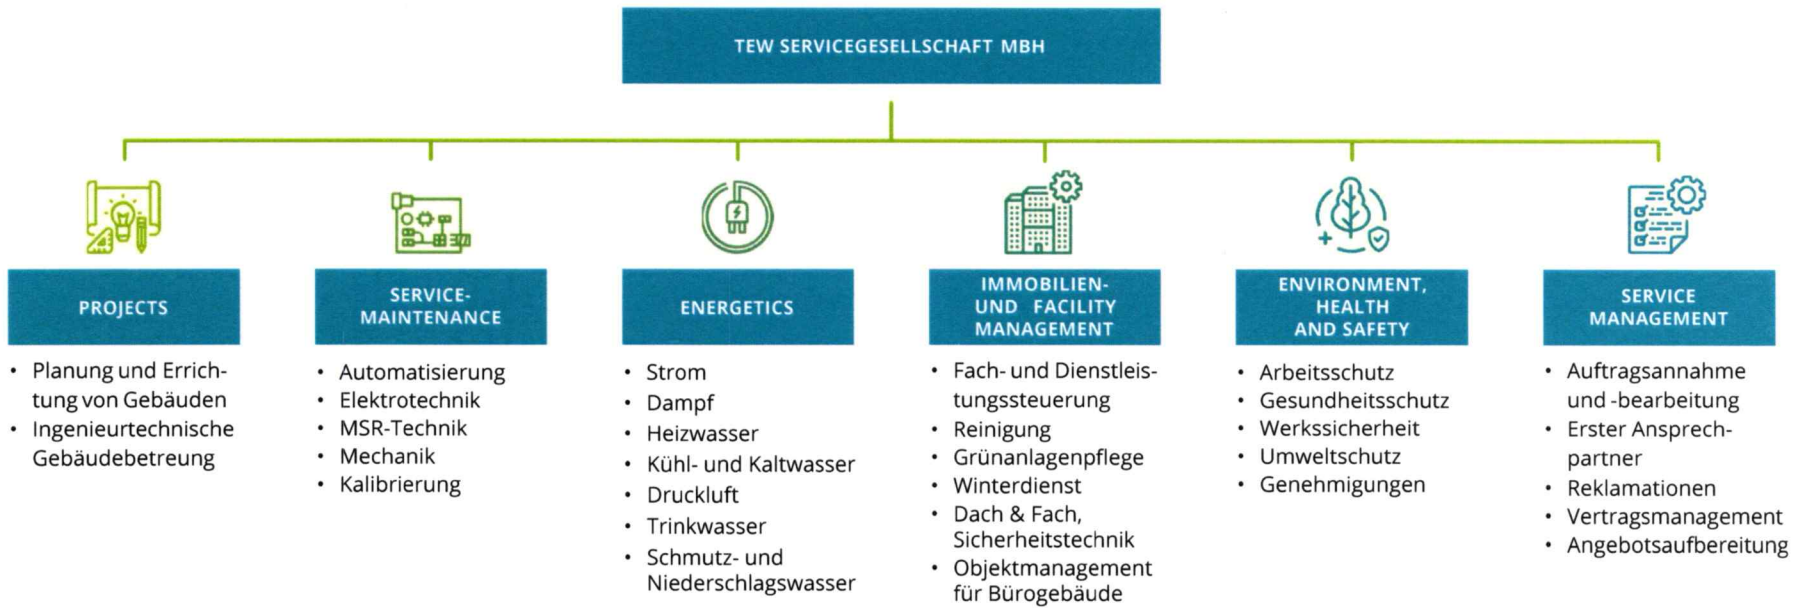 TEW SERVICEGESELLSCHAFT MBH
PROJECTS
• Planung und Errich-
tung von Gebäuden
• Ingenieurtechnische
Gebäudebetreung
SERVICE-
MAINTENANCE
• Automatisierung
• Elektrotechnik
• MSR-Technik
• Mechanik
• Kalibrierung
ENERGETICS
• Strom
• Dampf
• Heizwasser
• Kühl- und Kaltwasser
• Druckluft
• Trinkwasser
• Schmutz- und
Niederschlagswasser
IMMOBILIEN-
UND FACILITY
MANAGEMENT
• Fach- und Dienstleis-
tungssteuerung
• Reinigung
• Grünanlagenpflege
• Winterdienst
• Dach & Fach,
Sicherheitstechnik
• Objektmanagement
für Bürogebäude
ENVIRONMENT,
HEALTH
AND SAFETY
• Arbeitsschutz
• Gesundheitsschutz
• Werkssicherheit
• Umweltschutz
• Genehmigungen
SERVICE
MANAGEMENT
• Auftragsannahme
und -bearbeitung
• Erster Ansprech-
partner
• Reklamationen
• Vertragsmanagement
• Angebotsaufbereitung